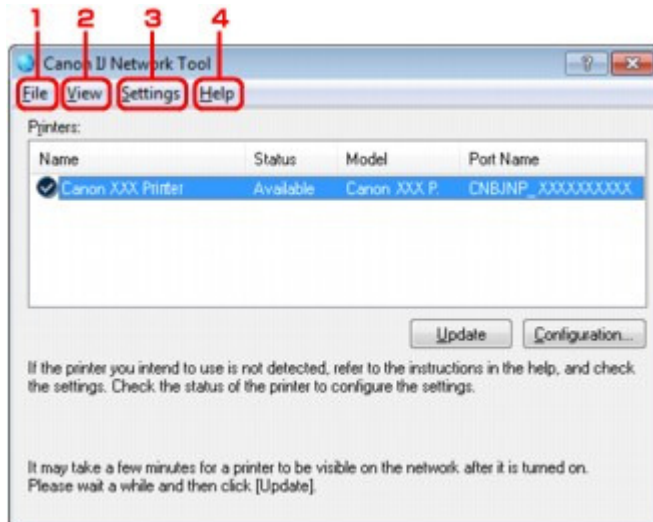 1 2 3 4
Canon IJ Network Tool
File View Settings Help
Printers:
Name Status Model Port Name
Canon XXX Printer Available Canon XXX P. CNBJNP_XXXXXXXXXX
Update Configuration...
If the printer you intend to use is not detected, refer to the instructions in the help, and check
the settings. Check the status of the printer to configure the settings.
It may take a few minutes for a printer to be visible on the network after it is turned on.
Please wait a while and then click [Update].